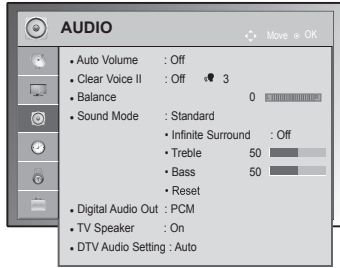 AUDIO
Move OK
• Auto Volume : Off
• Clear Voice II : Off 3
• Balance 0
• Sound Mode : Standard
• Infinite Surround : Off
• Treble 50
• Bass 50
• Reset
• Digital Audio Out : PCM
• TV Speaker : On
• DTV Audio Setting : Auto